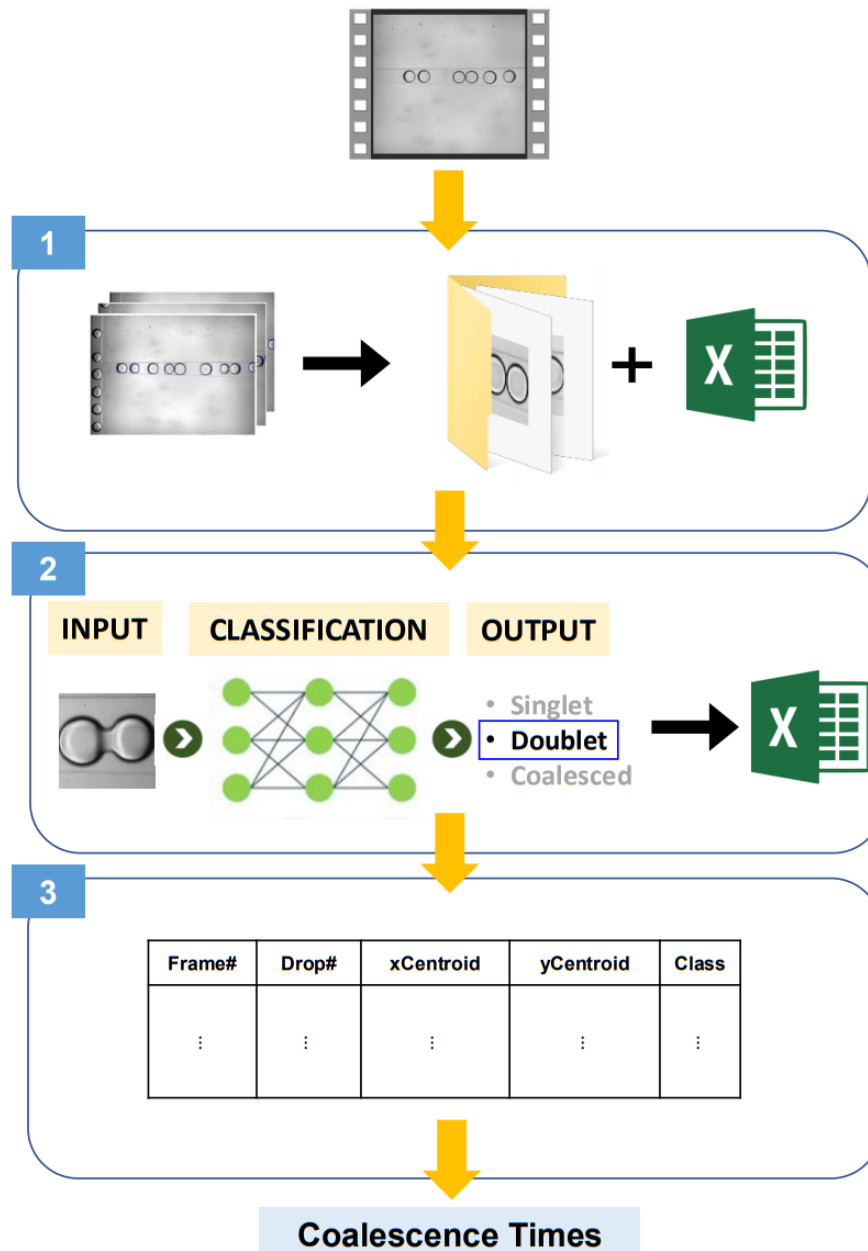 1
X
2
INPUT CLASSIFICATION OUTPUT
• Singlet
• Doublet
• Coalesced
X
3
Frame# Drop# xCentroid yCentroid Class
⋮ ⋮ ⋮ ⋮ ⋮
Coalescence Times